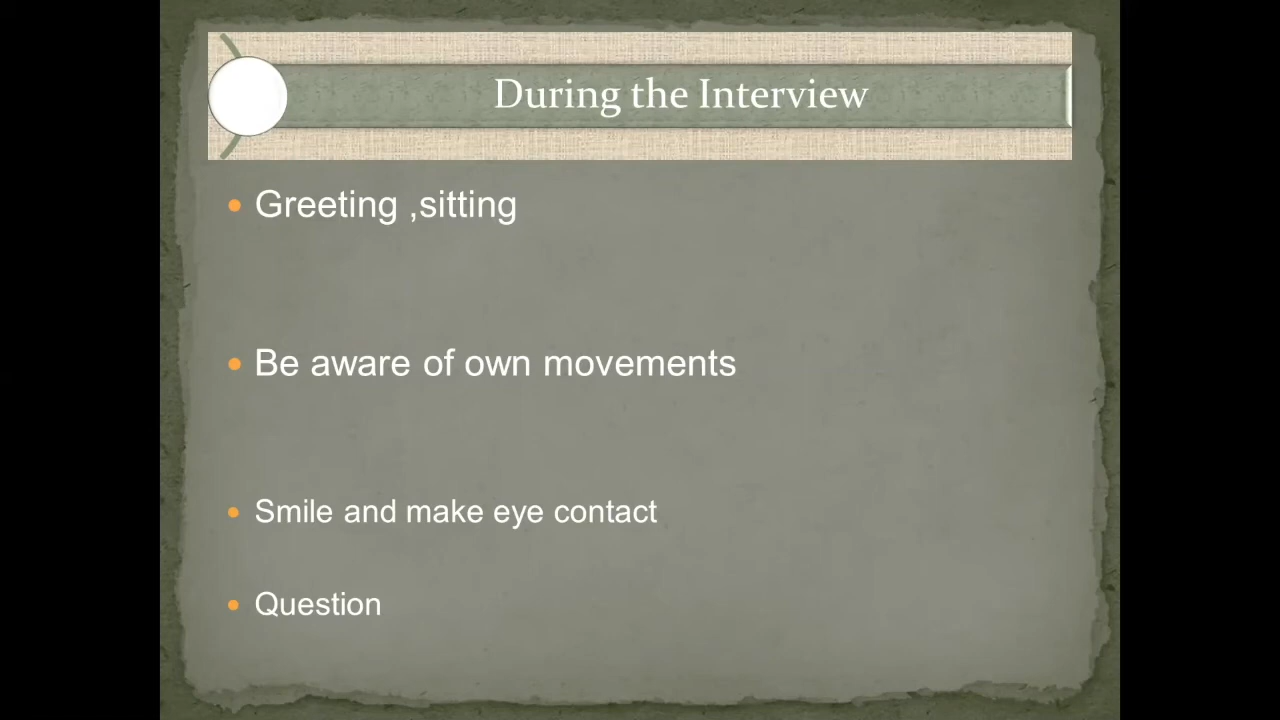 During the Interview
Greeting ,sitting
Be aware of own movements
Smile and make eye contact
Question